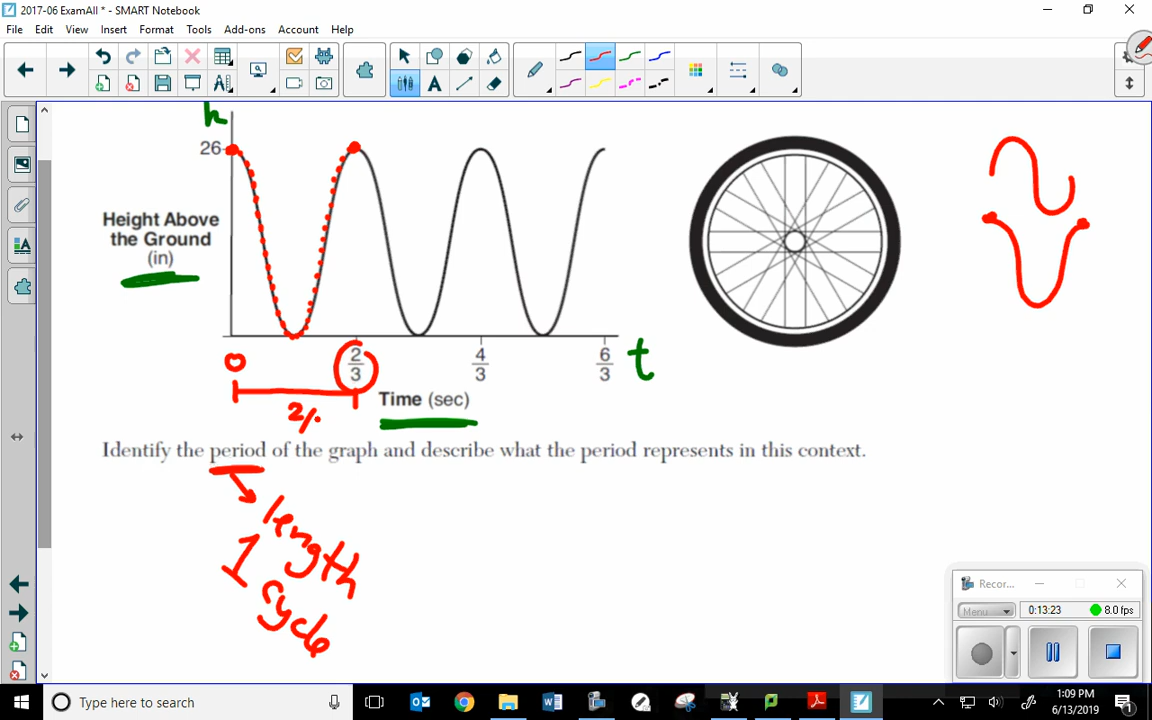 2017-06 ExamAll * - SMART Notebook
File Edit View Insert Format Tools Add-ons Account Help
h
26
Height Above
the Ground
(in)
0
2/3 4/3 6/3
t
Time (sec)
2/
Identify the period of the graph and describe what the period represents in this context.
length
1
cycle
Recor...
Menu 0:13:23 8.0 fps
Type here to search
1:09 PM
6/13/2019
1